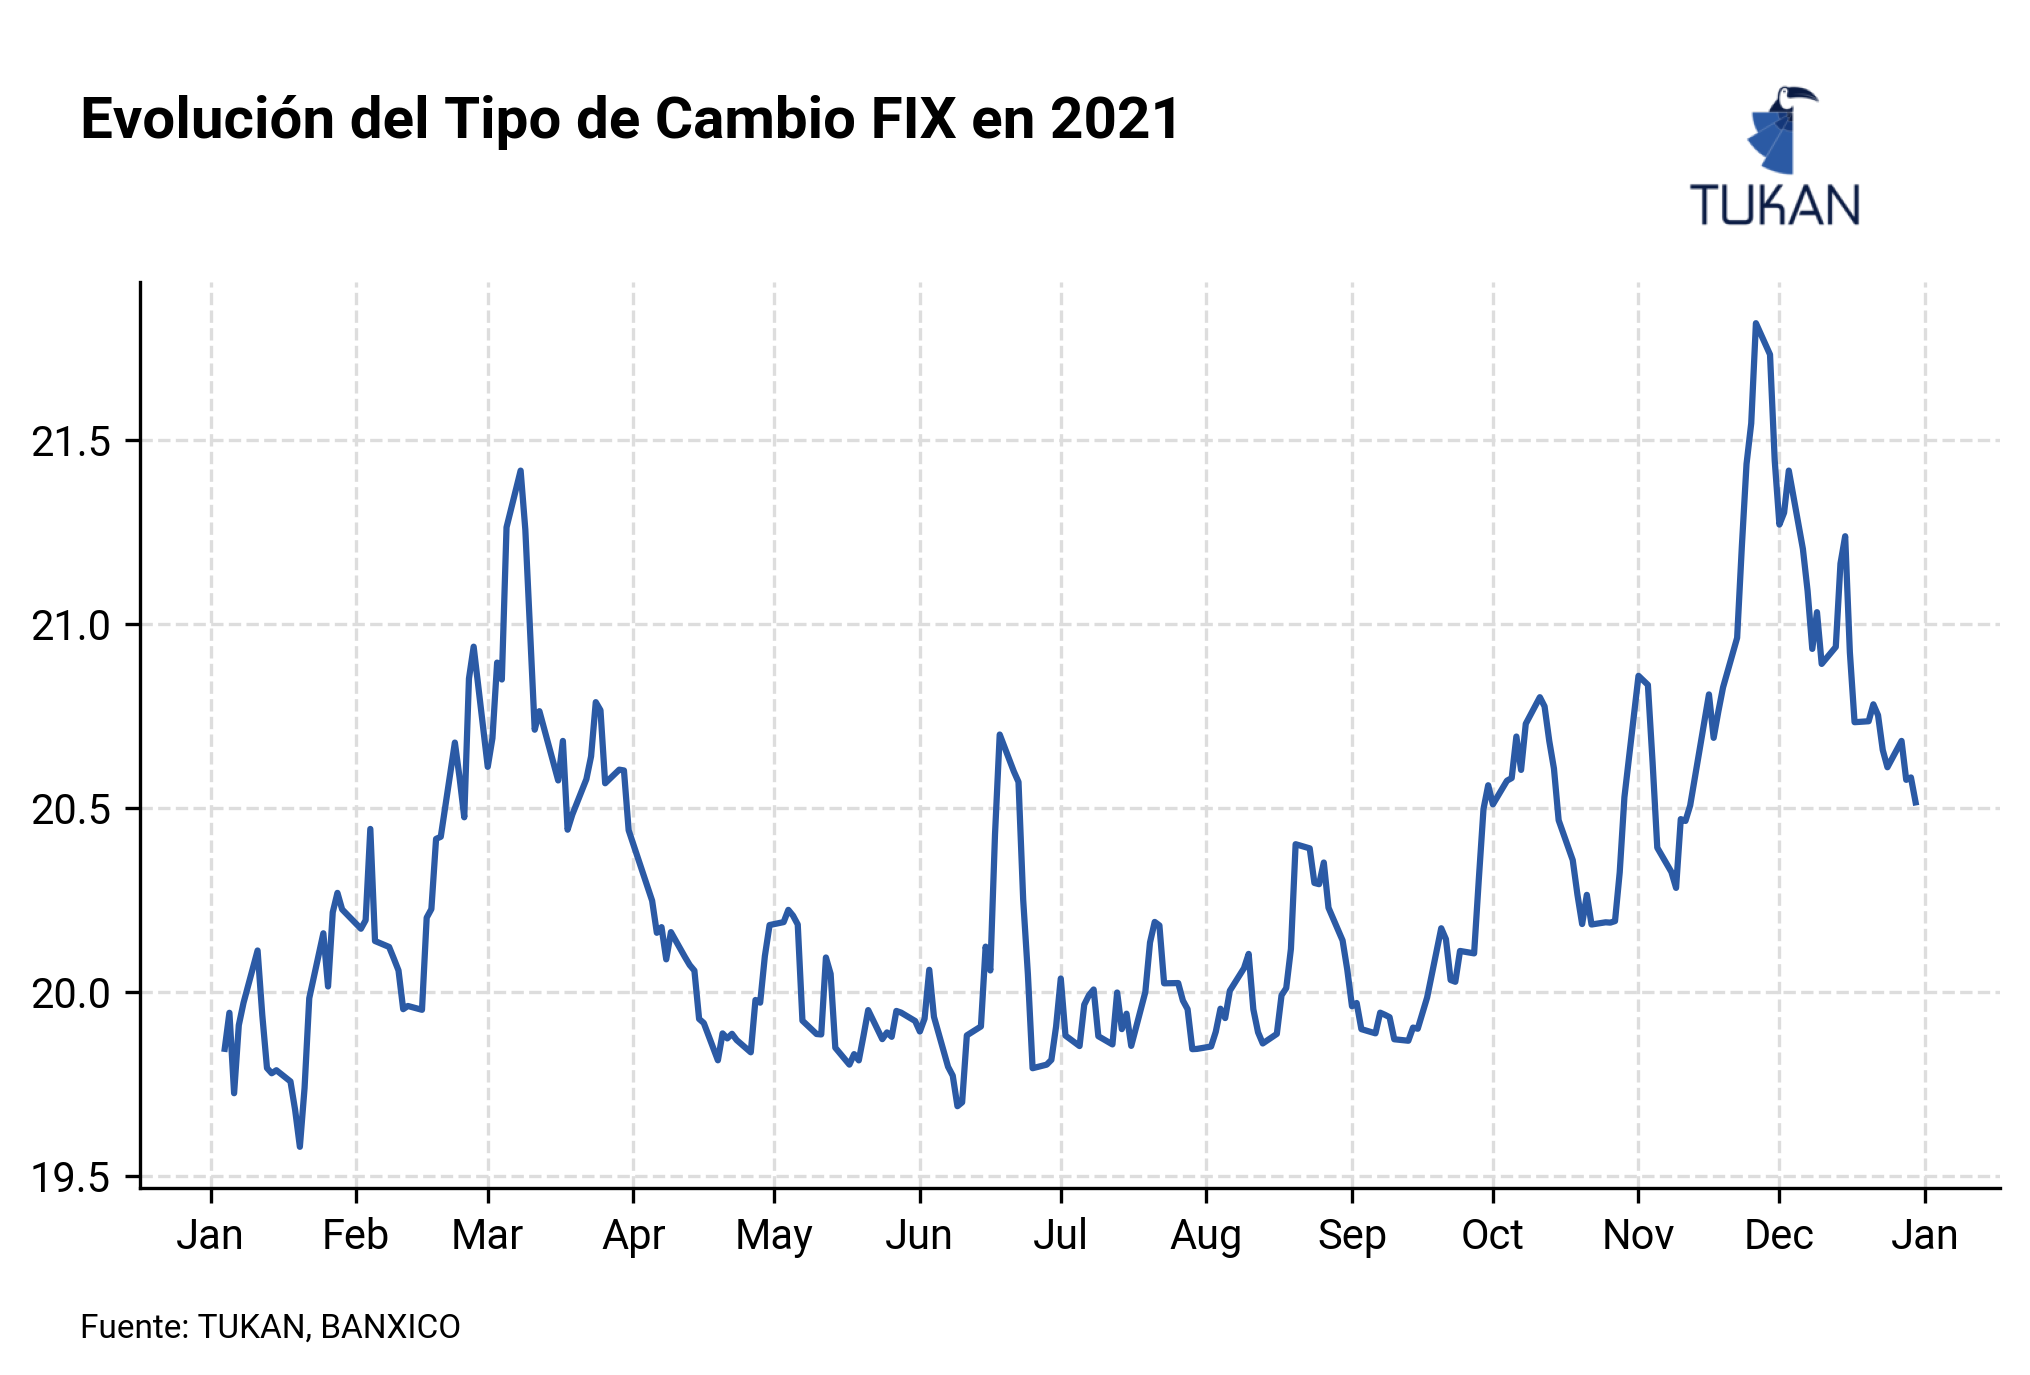 Evolución del Tipo de Cambio FIX en 2021
TUKAN
21.5
21.0
20.5
20.0
19.5
Jan Feb Mar Apr May Jun Jul Aug Sep Oct Nov Dec Jan
Fuente: TUKAN, BANXICO